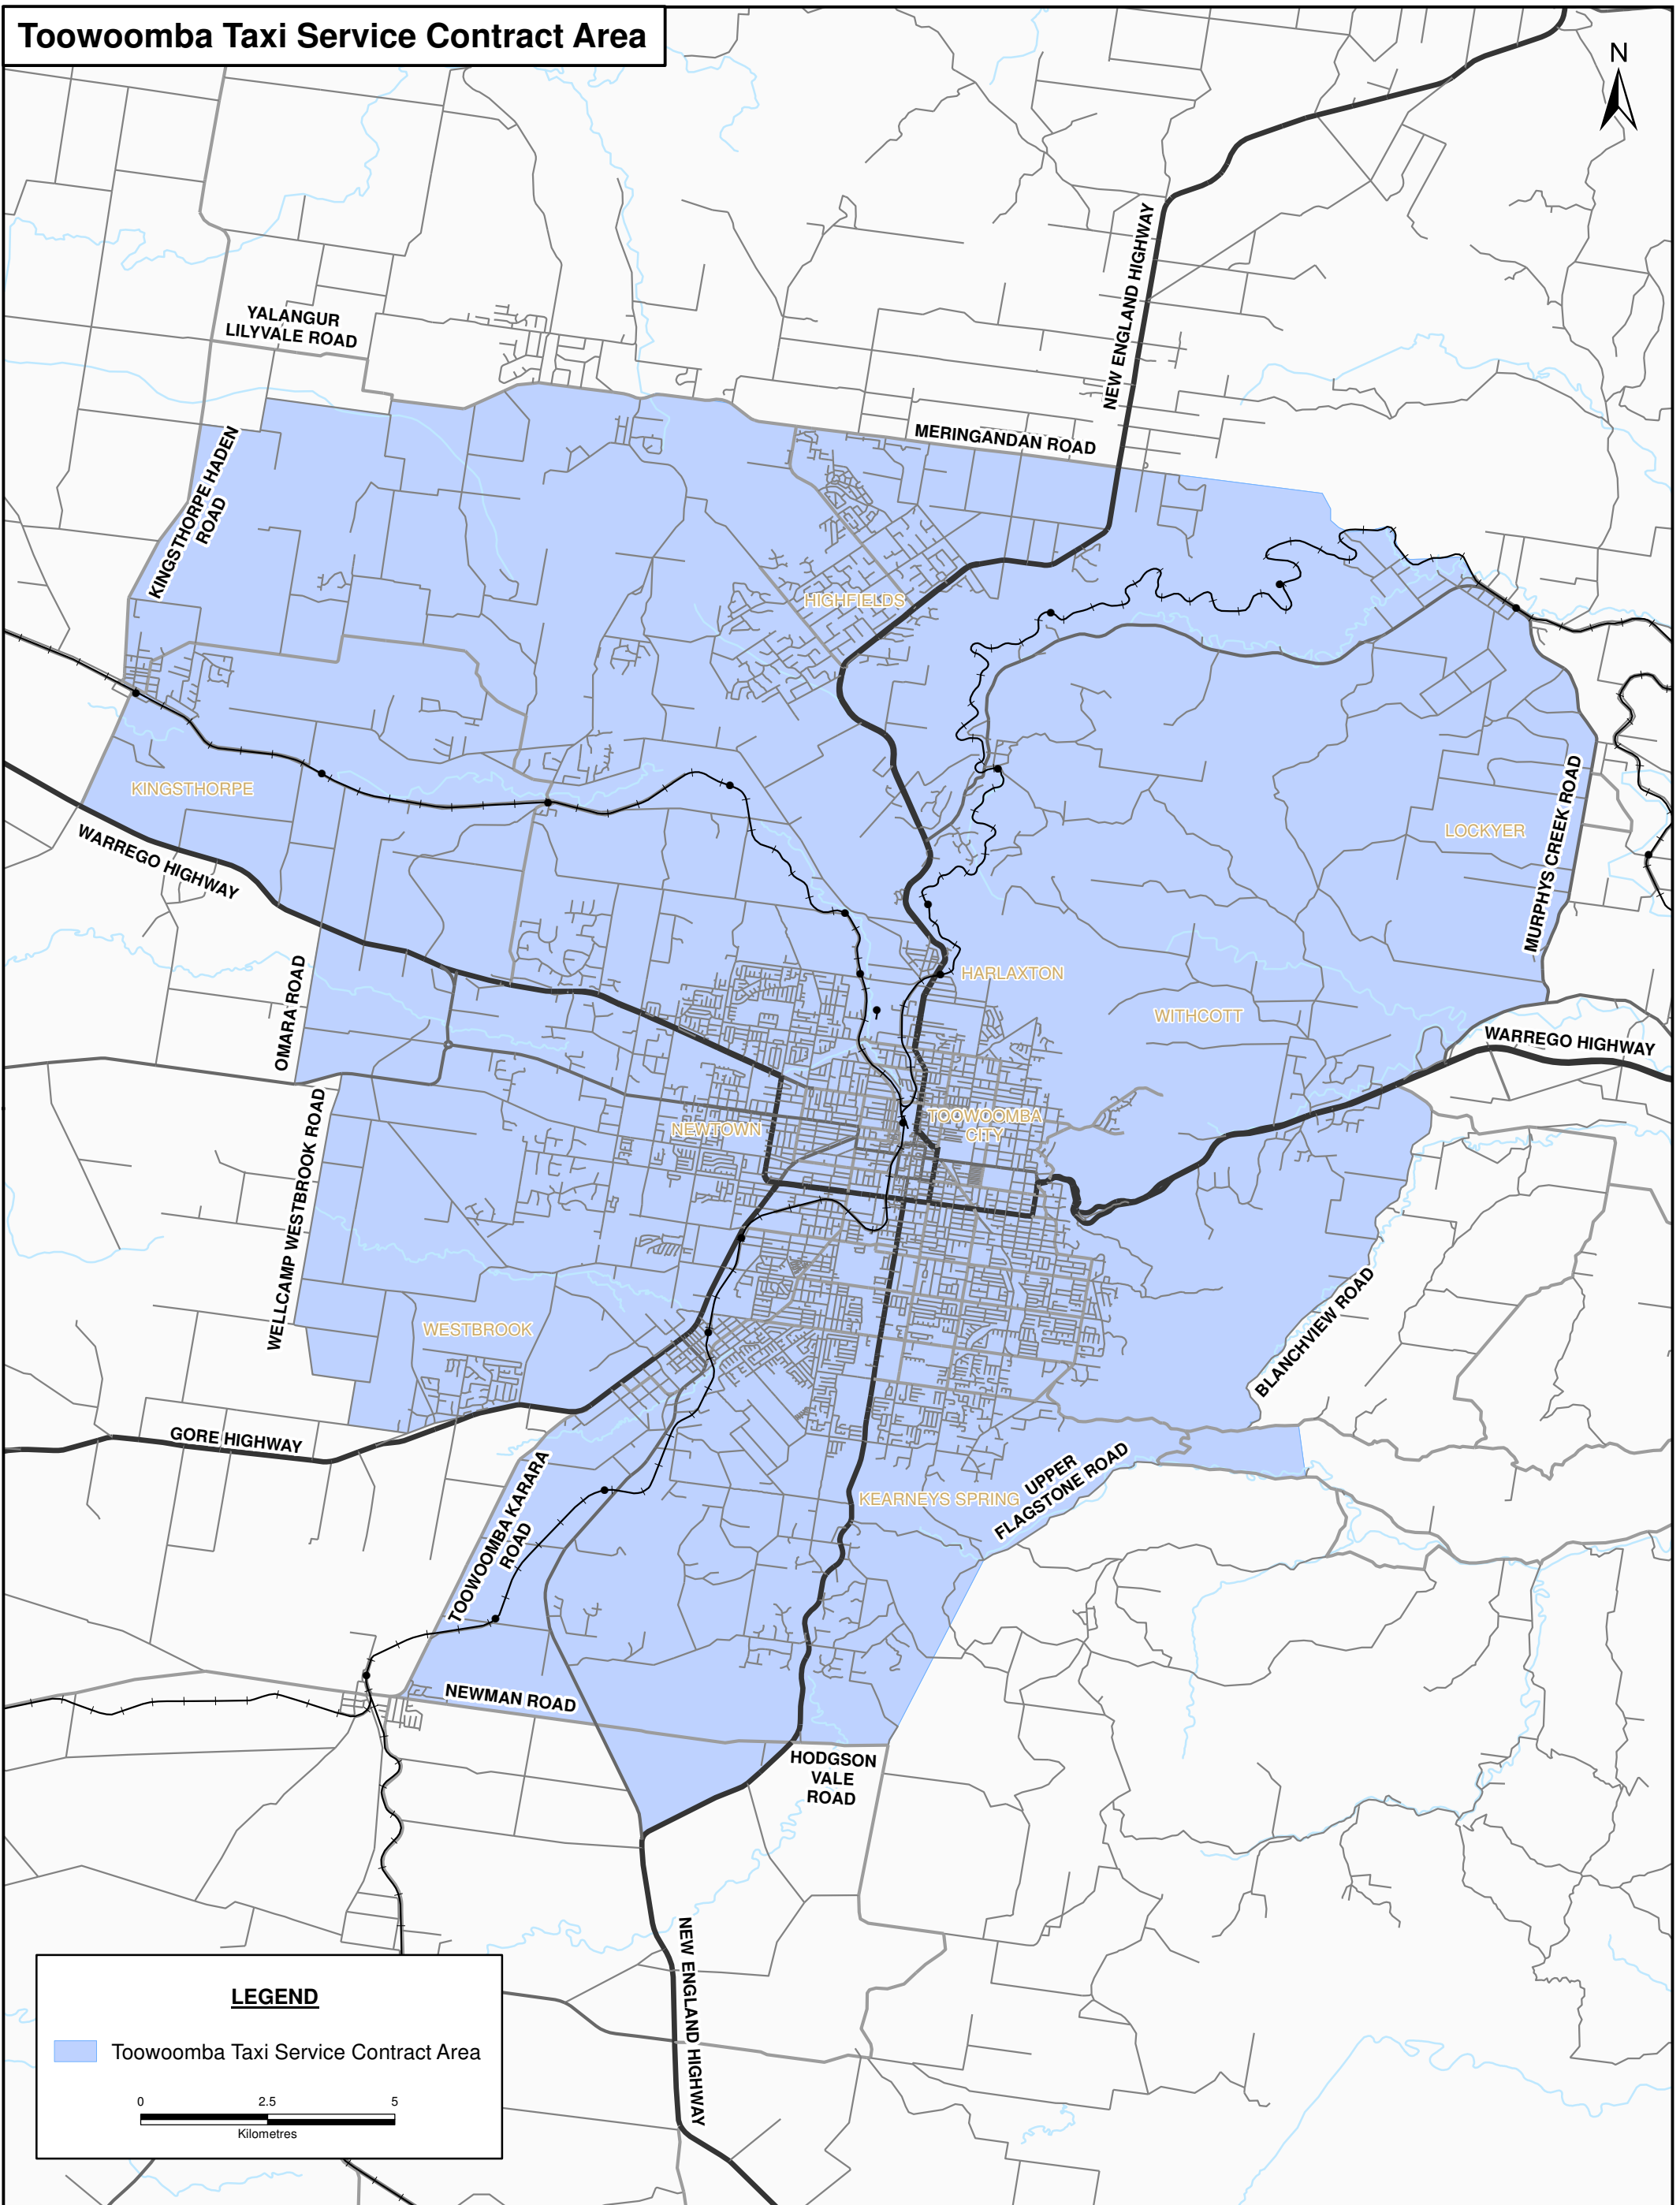 Toowoomba Taxi Service Contract Area
N
NEW ENGLAND HIGHWAY
YALANGUR
LILYVALE ROAD
MERINGANDAN ROAD
KINGSTHORPE HADEN
ROAD
HIGHFIELDS
KINGSTHORPE
WARREGO HIGHWAY
LOCKYER
MURPHYS CREEK ROAD
OMARA ROAD
HARLAXTON
WITHCOTT
WARREGO HIGHWAY
NEWTOWN
TOOWOOMBA
CITY
WELLCAMP WESTBROOK ROAD
WESTBROOK
BLANCHVIEW ROAD
GORE HIGHWAY
TOOWOOMBA KARARA
ROAD
KEARNEYS SPRING
UPPER
FLAGSTONE ROAD
NEWMAN ROAD
HODGSON
VALE
ROAD
NEW ENGLAND HIGHWAY
LEGEND
Toowoomba Taxi Service Contract Area
0 2.5 5
Kilometres